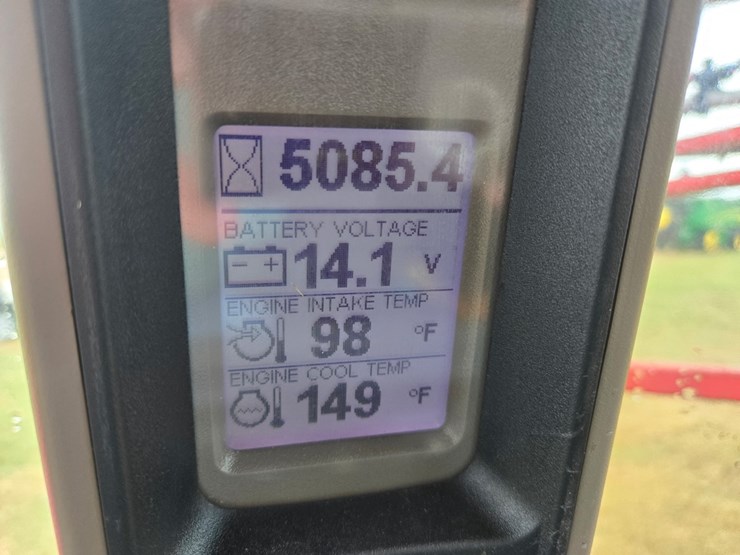 5085.4
BATTERY VOLTAGE
- + 14.1 V
ENGINE INTAKE TEMP
98 °F
ENGINE COOL TEMP
149 °F